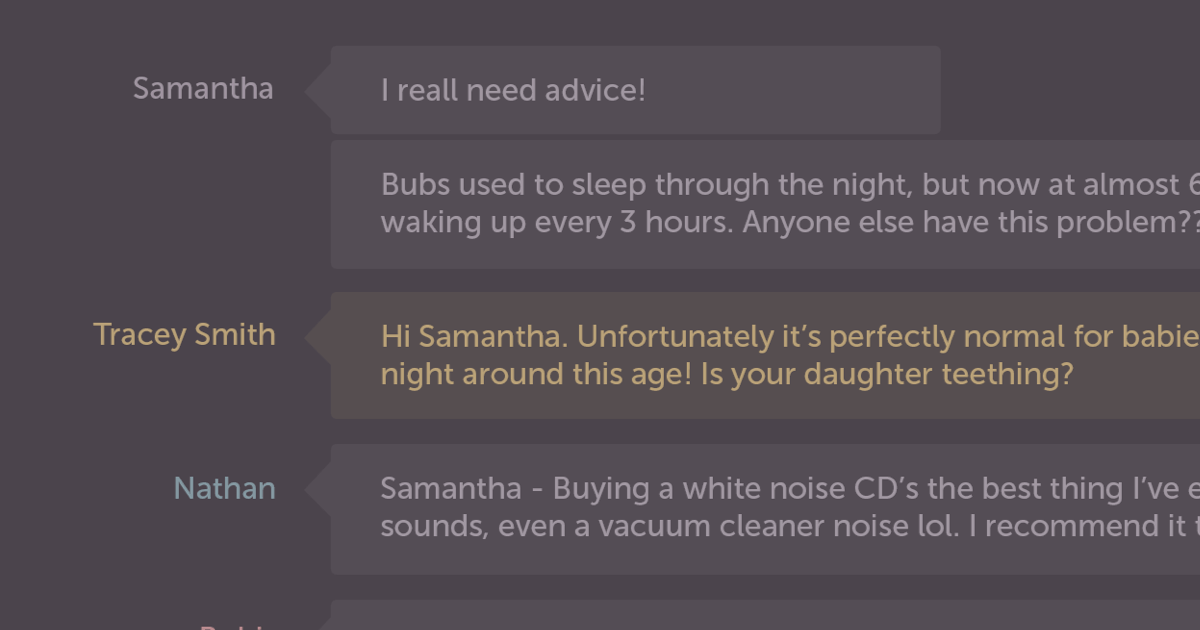 Samantha
I reall need advice!
Bubs used to sleep through the night, but now at almost 6
waking up every 3 hours. Anyone else have this problem??
Tracey Smith
Hi Samantha. Unfortunately it's perfectly normal for babie
night around this age! Is your daughter teething?
Nathan
Samantha - Buying a white noise CD's the best thing I've e
sounds, even a vacuum cleaner noise lol. I recommend it t